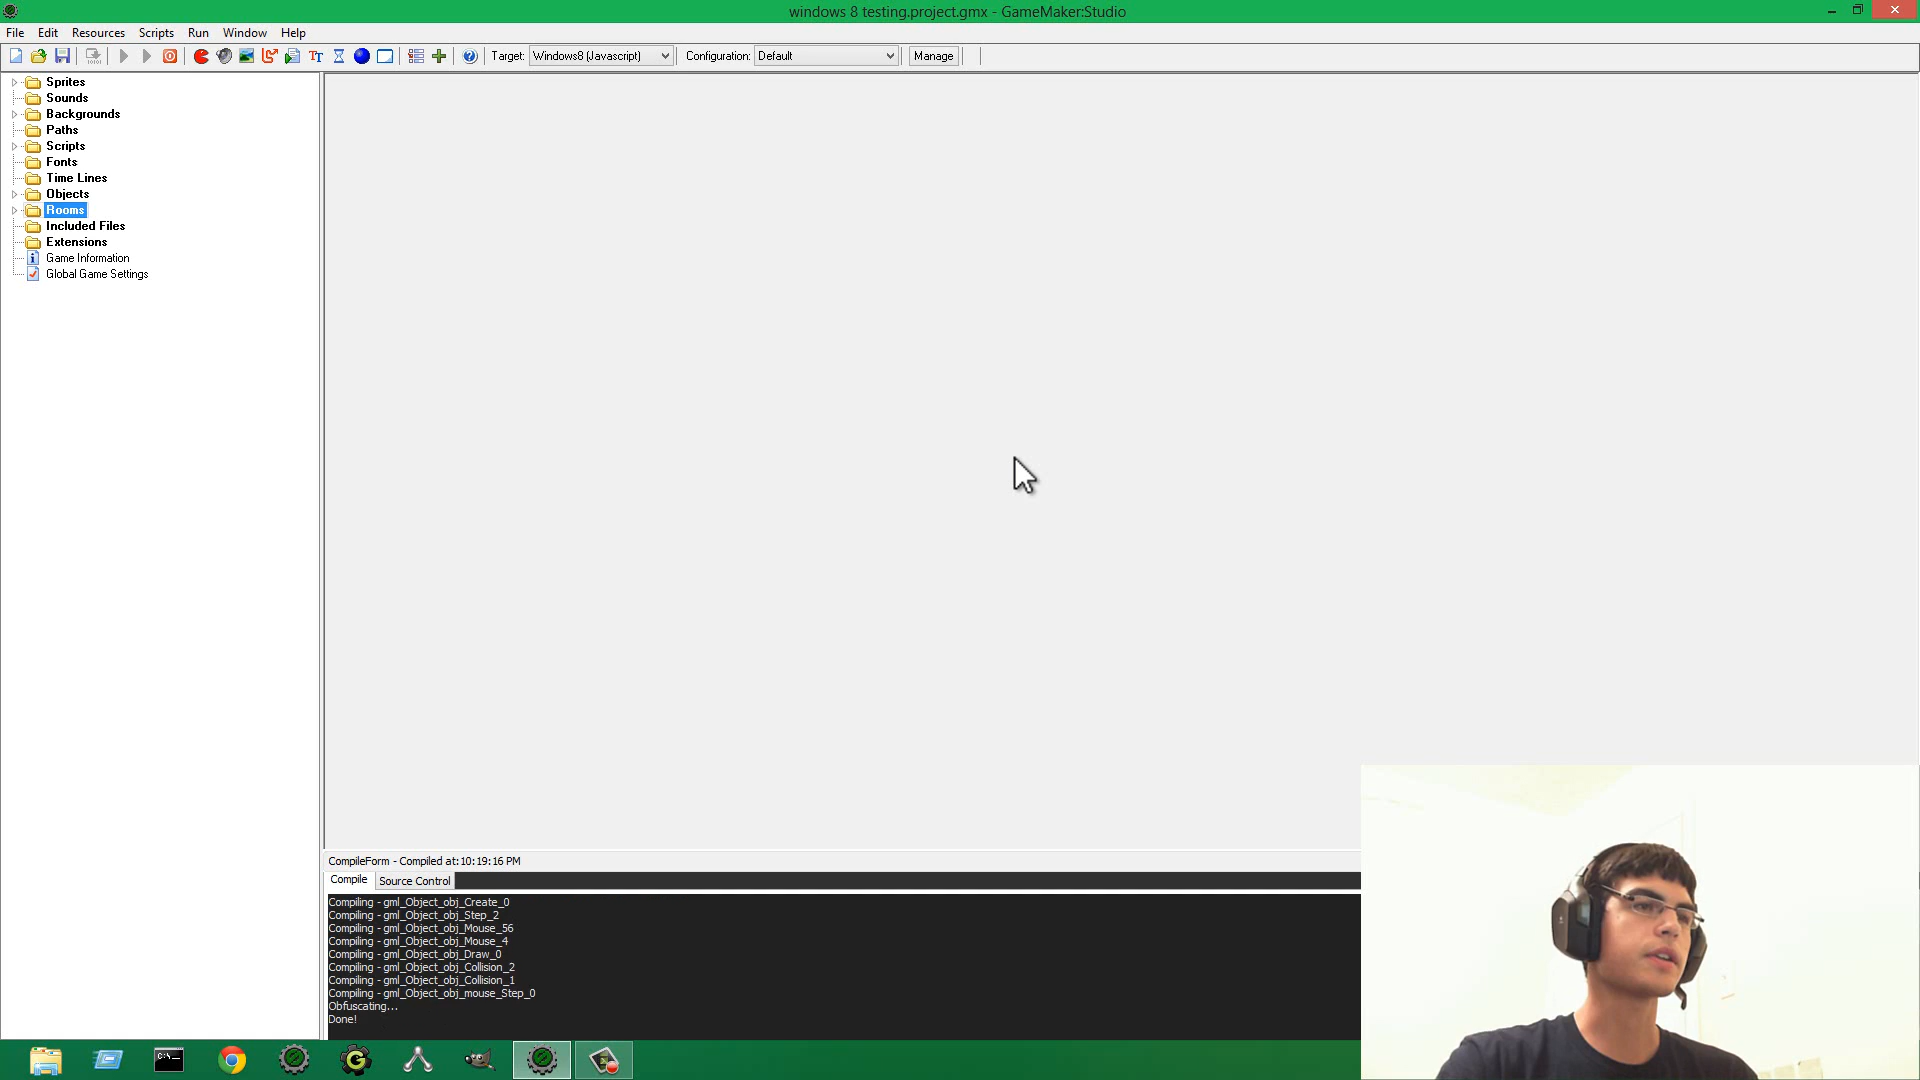 windows 8 testing.project.gmx - GameMaker:Studio
File Edit Resources Scripts Run Window Help
Target: Windows8 (Javascript) Configuration: Default Manage
Sprites
Sounds
Backgrounds
Paths
Scripts
Fonts
Time Lines
Objects
Rooms
Included Files
Extensions
Game Information
Global Game Settings
CompileForm - Compiled at:10:19:16 PM
Compile Source Control
Compiling - gml_Object_obj_Create_0
Compiling - gml_Object_obj_Step_2
Compiling - gml_Object_obj_Mouse_56
Compiling - gml_Object_obj_Mouse_4
Compiling - gml_Object_obj_Draw_0
Compiling - gml_Object_obj_Collision_2
Compiling - gml_Object_obj_Collision_1
Compiling - gml_Object_obj_mouse_Step_0
Obfuscating...
Done!